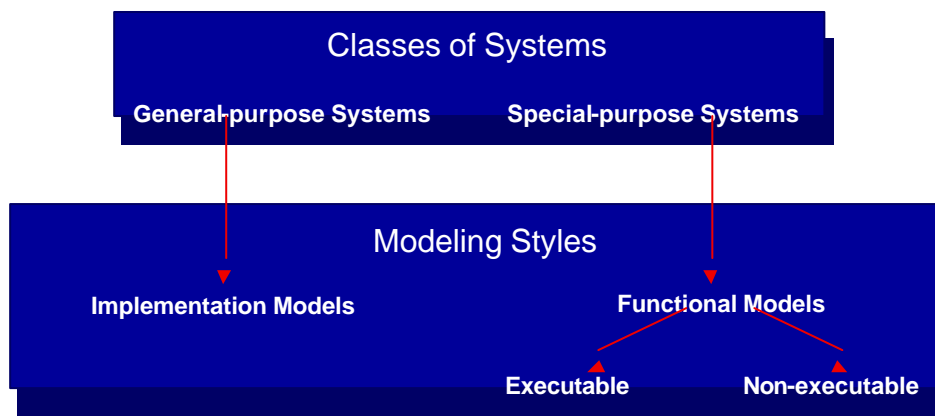 Classes of Systems
General-purpose Systems Special-purpose Systems
Modeling Styles
Implementation Models Functional Models
Executable Non-executable